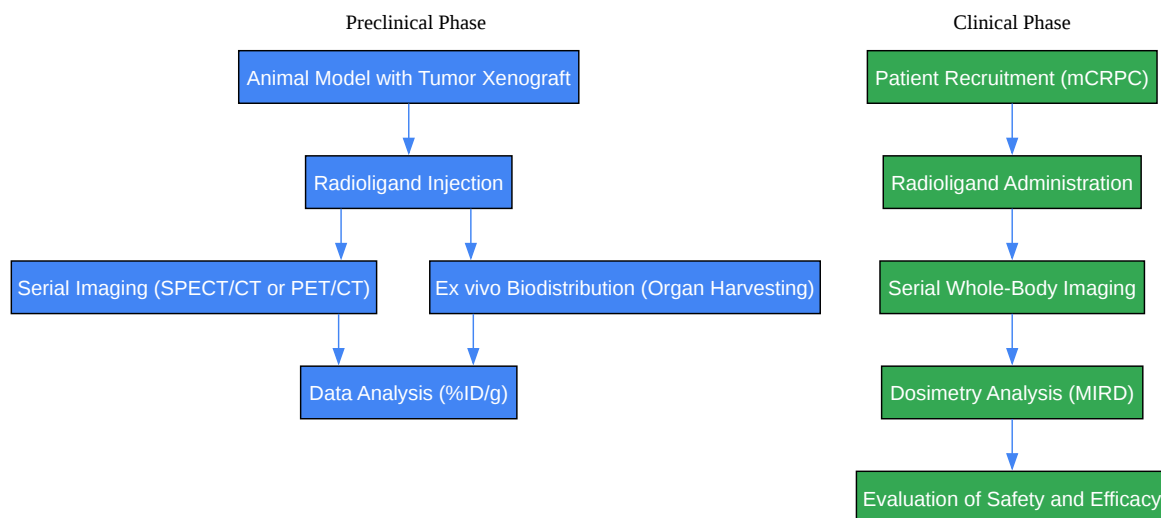 Preclinical Phase
Animal Model with Tumor Xenograft
Radioligand Injection
Serial Imaging (SPECT/CT or PET/CT)
Ex vivo Biodistribution (Organ Harvesting)
Data Analysis (%ID/g)
Clinical Phase
Patient Recruitment (mCRPC)
Radioligand Administration
Serial Whole-Body Imaging
Dosimetry Analysis (MIRD)
Evaluation of Safety and Efficacy